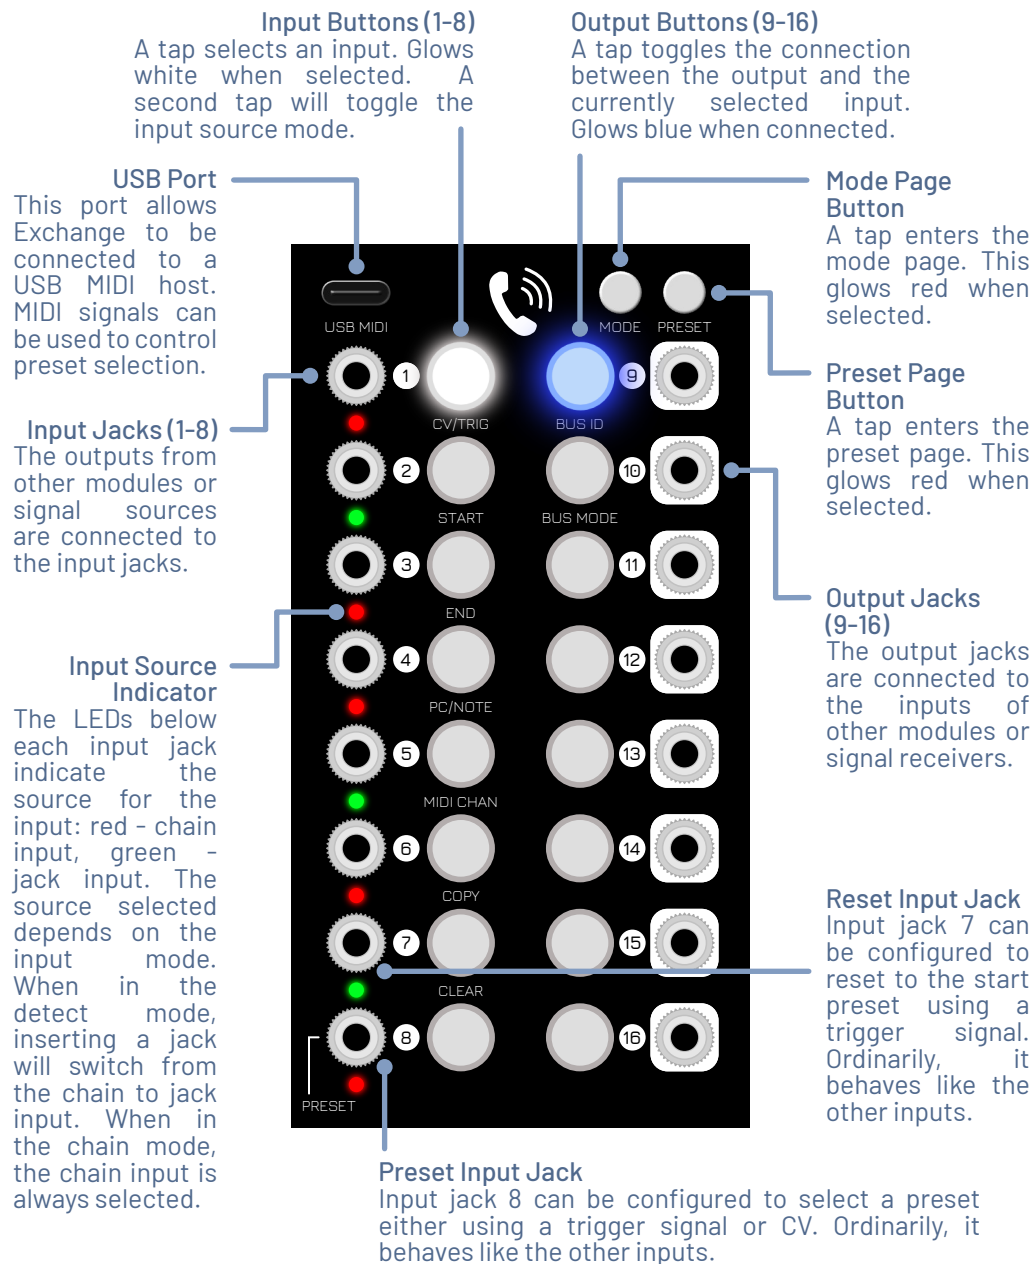 Input Buttons (1-8)
A tap selects an input. Glows
white when selected. A
second tap will toggle the
input source mode.
Output Buttons (9-16)
A tap toggles the connection
between the output and the
currently selected input.
Glows blue when connected.
USB Port
This port allows
Exchange to be
connected to a
USB MIDI host.
MIDI signals can
be used to control
preset selection.
Input Jacks (1-8)
The outputs from
other modules or
signal sources
are connected to
the input jacks.
Input Source
Indicator
The LEDs below
each input jack
indicate the
source for the
input: red - chain
input, green -
jack input. The
source selected
depends on the
input mode.
When in the
detect mode,
inserting a jack
will switch from
the chain to jack
input. When in
the chain mode,
the chain input is
always selected.
USB MIDI
MODE PRESET
1 9
CV/TRIG BUS ID
2 10
START BUS MODE
3 11
END
4 12
PC/NOTE
5 13
MIDI CHAN
6 14
COPY
7 15
CLEAR
8 16
PRESET
Mode Page
Button
A tap enters the
mode page. This
glows red when
selected.
Preset Page
Button
A tap enters the
preset page. This
glows red when
selected.
Output Jacks
(9-16)
The output jacks
are connected to
the inputs of
other modules or
signal receivers.
Reset Input Jack
Input jack 7 can
be configured to
reset to the start
preset using a
trigger signal.
Ordinarily, it
behaves like the
other inputs.
Preset Input Jack
Input jack 8 can be configured to select a preset
either using a trigger signal or CV. Ordinarily, it
behaves like the other inputs.